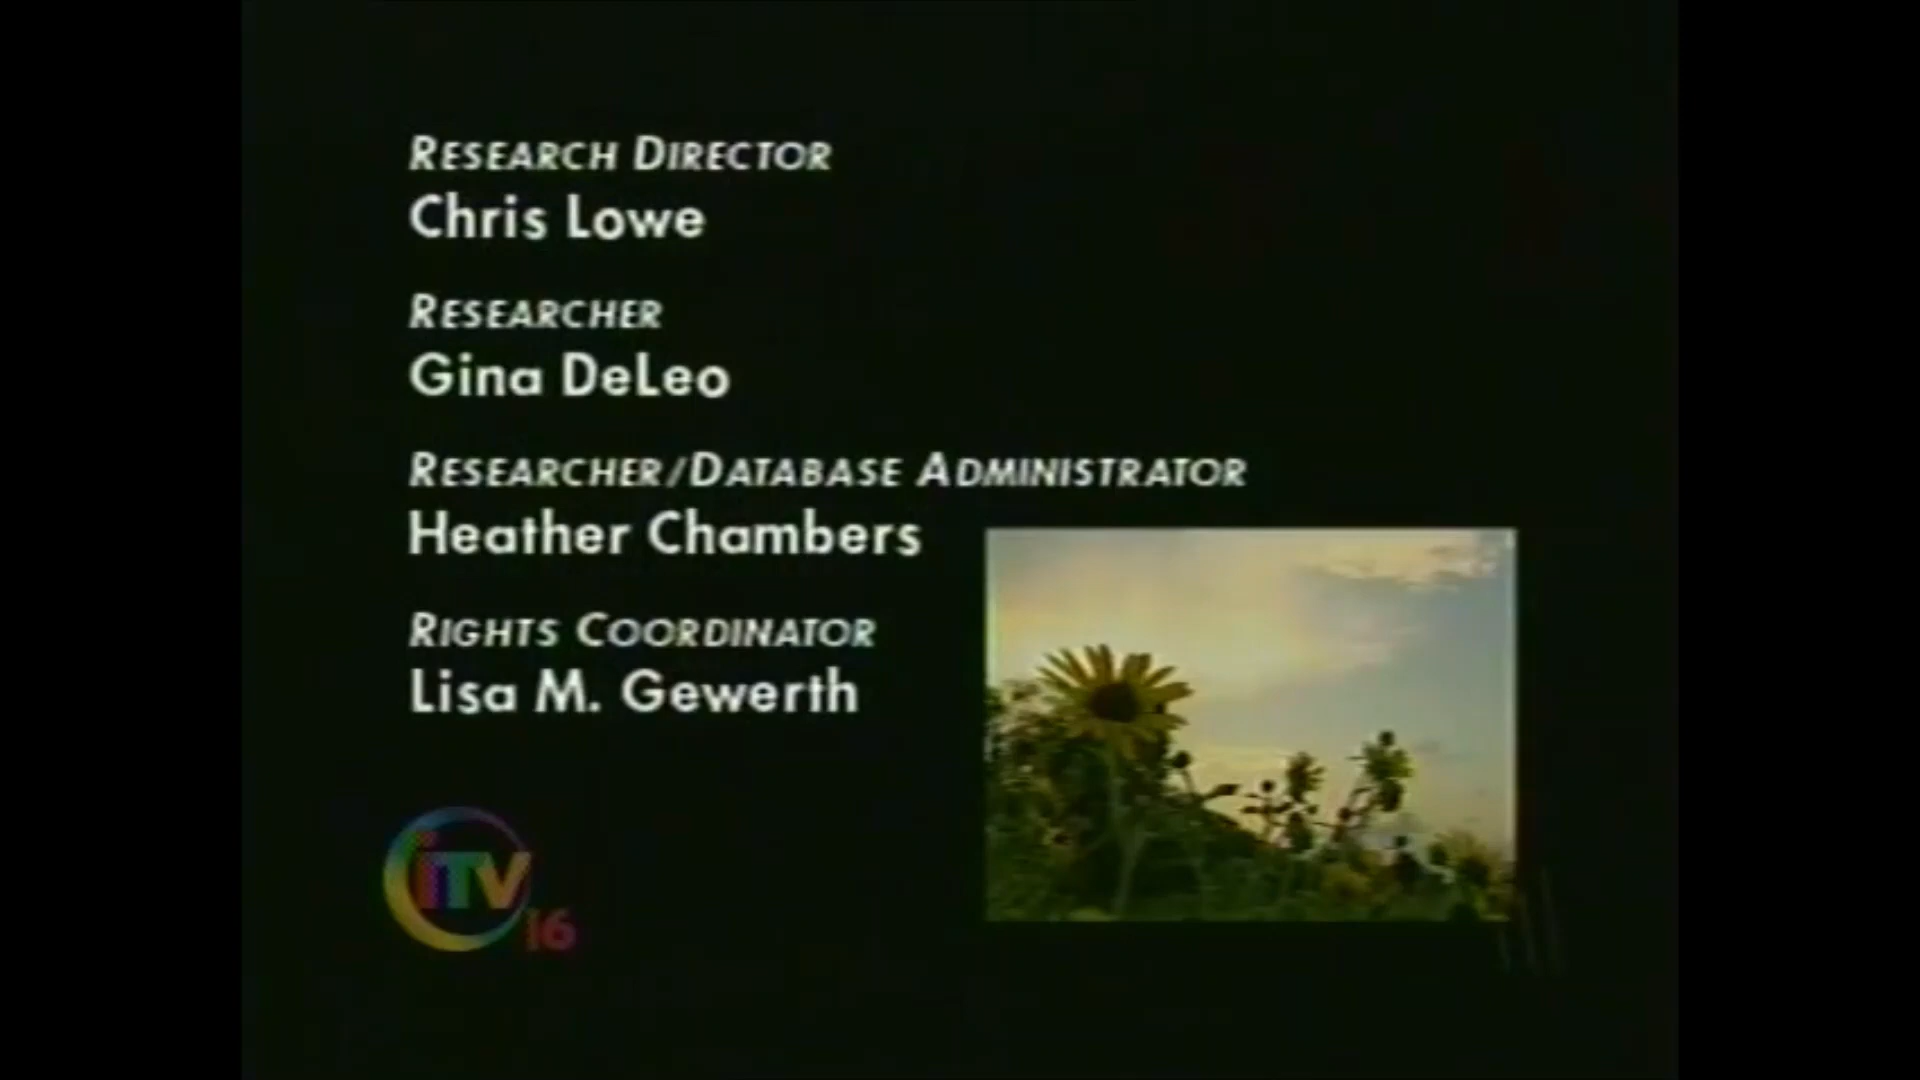 RESEARCH DIRECTOR
Chris Lowe
RESEARCHER
Gina DeLeo
RESEARCHER/DATABASE ADMINISTRATOR
Heather Chambers
RIGHTS COORDINATOR
Lisa M. Gewerth
iTV
16